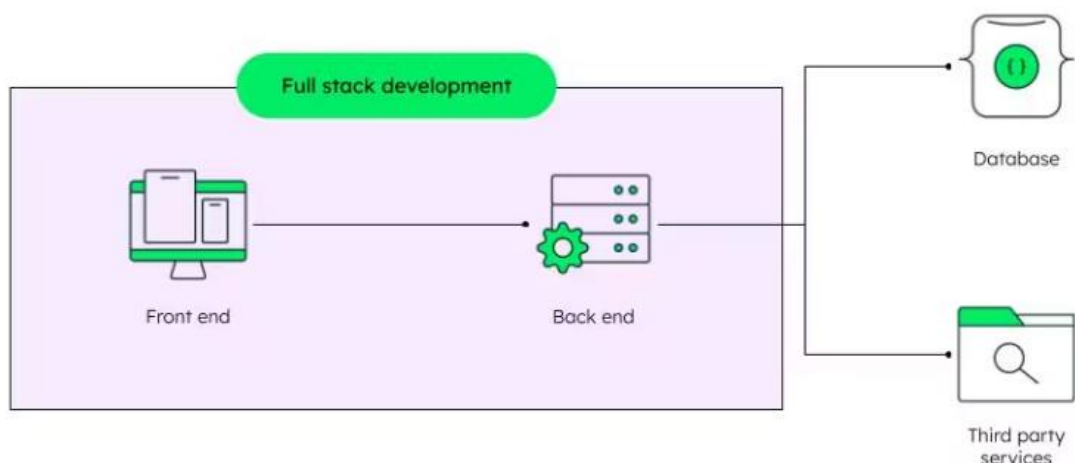 Full stack development
{ }
Database
Front end
Back end
Third party
services